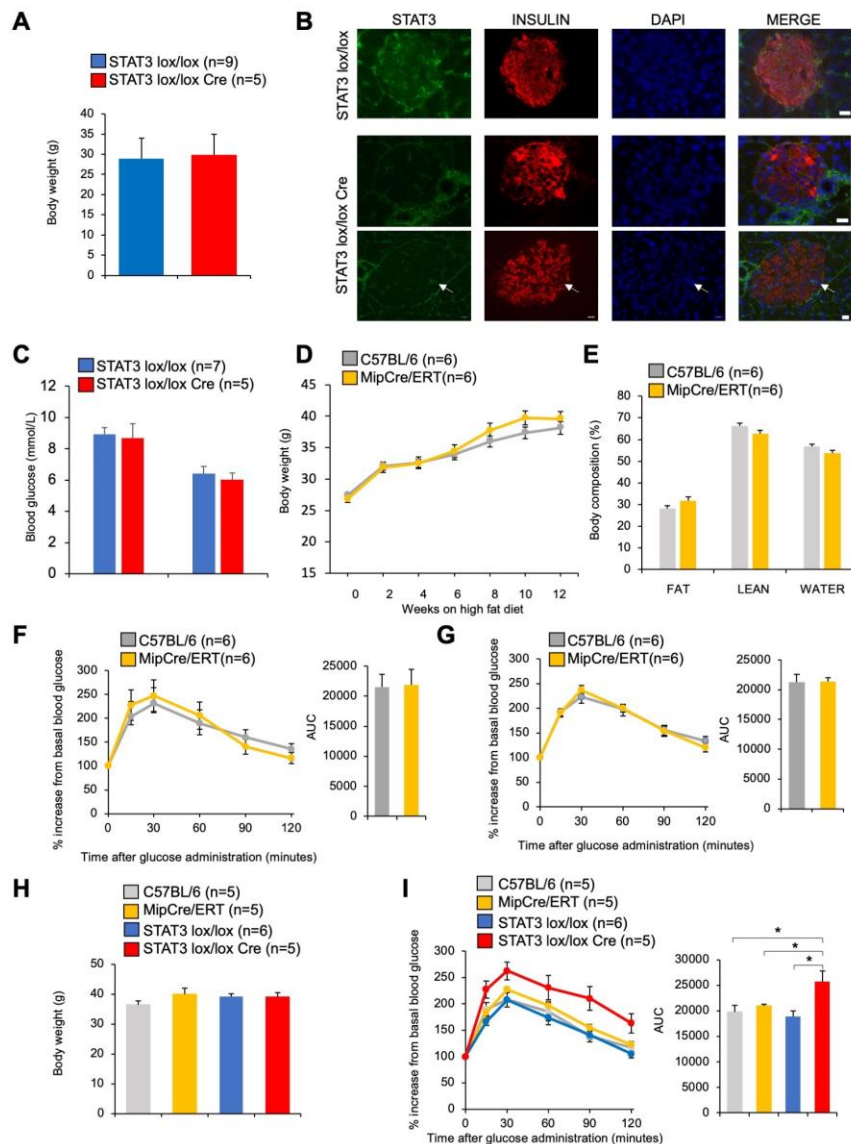 A
STAT3 lox/lox (n=9)
STAT3 lox/lox Cre (n=5)
Body weight (g)
40
35
30
25
20
15
10
5
0
B
STAT3 INSULIN DAPI MERGE
STAT3 lox/lox
STAT3 lox/lox Cre
C
STAT3 lox/lox (n=7)
STAT3 lox/lox Cre (n=5)
Blood glucose (mmol/L)
12
10
8
6
4
2
0
D
C57BL/6 (n=6)
MipCre/ERT(n=6)
Body weight (g)
45
40
35
30
25
20
15
0 2 4 6 8 10 12
Weeks on high fat diet
E
C57BL/6 (n=6)
MipCre/ERT(n=6)
Body composition (%)
80
70
60
50
40
30
20
10
0
FAT LEAN WATER
F
C57BL/6 (n=6)
MipCre/ERT(n=6)
% increase from basal blood glucose
300
250
200
150
100
50
0
0 30 60 90 120
Time after glucose administration (minutes)
AUC
25000
20000
15000
10000
5000
0
G
C57BL/6 (n=6)
MipCre/ERT(n=6)
% increase from basal blood glucose
300
250
200
150
100
50
0
0 30 60 90 120
Time after glucose administration (minutes)
AUC
25000
20000
15000
10000
5000
0
H
C57BL/6 (n=5)
MipCre/ERT (n=5)
STAT3 lox/lox (n=6)
STAT3 lox/lox Cre (n=5)
Body weight (g)
60
40
20
0
I
C57BL/6 (n=5)
MipCre/ERT (n=5)
STAT3 lox/lox (n=6)
STAT3 lox/lox Cre (n=5)
% increase from basal blood glucose
300
250
200
150
100
50
0
0 30 60 90 120
Time after glucose administration (minutes)
AUC
30000
25000
20000
15000
10000
5000
0
*
*
*